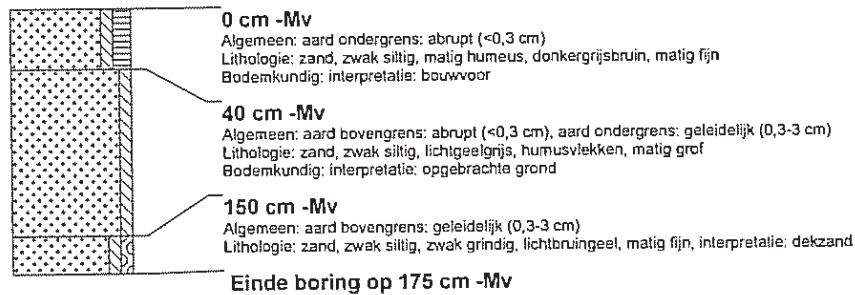 0 cm -Mv
Algemeen: aard ondergrens: abrupt (<0,3 cm)
Lithologie: zand, zwak siltig, matig humeus, donkergrijsbruin, matig fijn
Bodemkundig: interpretatie: bouwvoor
40 cm -Mv
Algemeen: aard bovengrens: abrupt (<0,3 cm), aard ondergrens: geleidelijk (0,3-3 cm)
Lithologie: zand, zwak siltig, lichtgeelgrijs, humusvlekken, matig grof
Bodemkundig: interpretatie: opgebrachte grond
150 cm -Mv
Algemeen: aard bovengrens: geleidelijk (0,3-3 cm)
Lithologie: zand, zwak siltig, zwak grindig, lichtbruingeel, matig fijn, interpretatie: dekzand
Einde boring op 175 cm -Mv